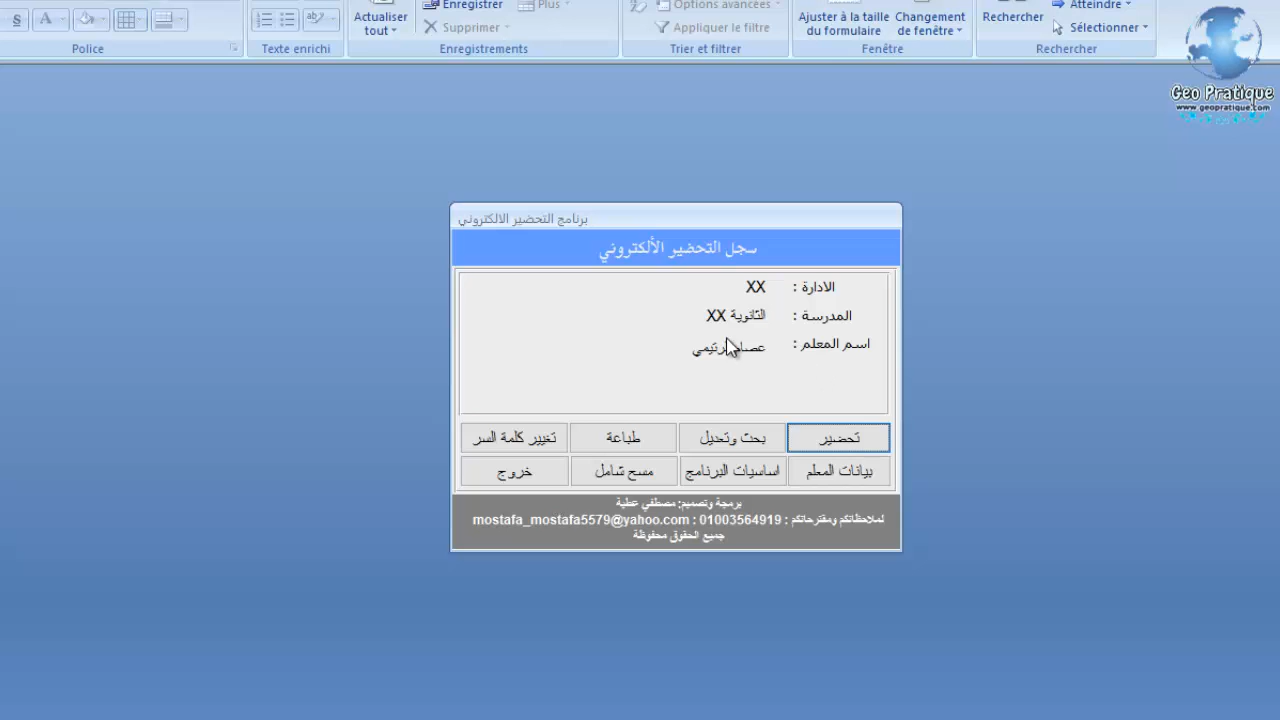 S
A
Actualiser
tout
Enregistrer
Supprimer
Plus
Options avancées
Appliquer le filtre
Ajuster à la taille
du formulaire
Changement
de fenêtre
Rechercher
Atteindre
Sélectionner
Police
Texte enrichi
Enregistrements
Trier et filtrer
Fenêtre
Rechercher
Geo Pratique
www.geopratique.com
برنامج التحضير الالكتروني
سجل التحضير الألكتروني
الادارة : XX
المدرسة : الثانوية XX
اسم المعلم :
تحضير
بحث وتعديل
طباعة
تغيير كلمة السر
بيانات المعلم
اساسيات البرنامج
مسح شامل
خروج
برمجة وتصميم: مصطفي عطية
لملاحظاتكم ومقترحاتكم : 01003564919 : mostafa_mostafa5579@yahoo.com
جميع الحقوق محفوظة